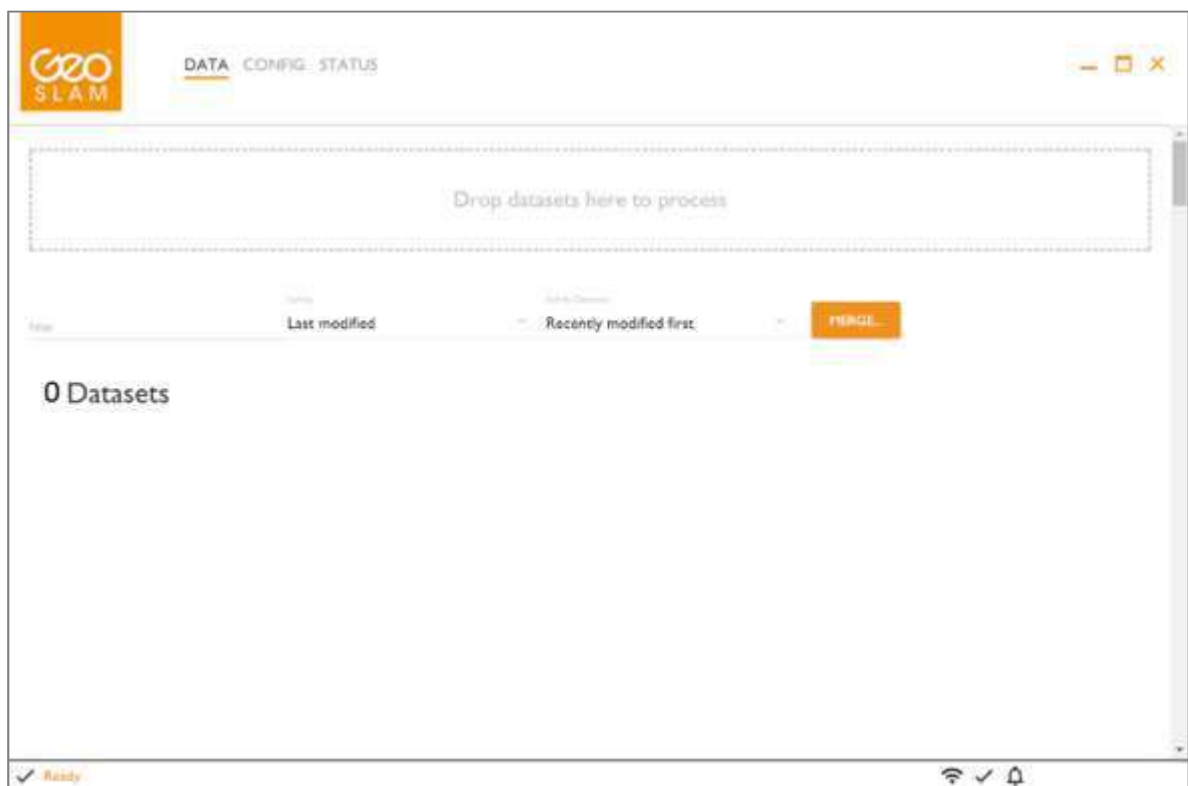 GEO
SLAM
DATA CONFIG STATUS
Drop datasets here to process
Filter
Last modified
Recently modified first
MERGE...
0 Datasets
Ready